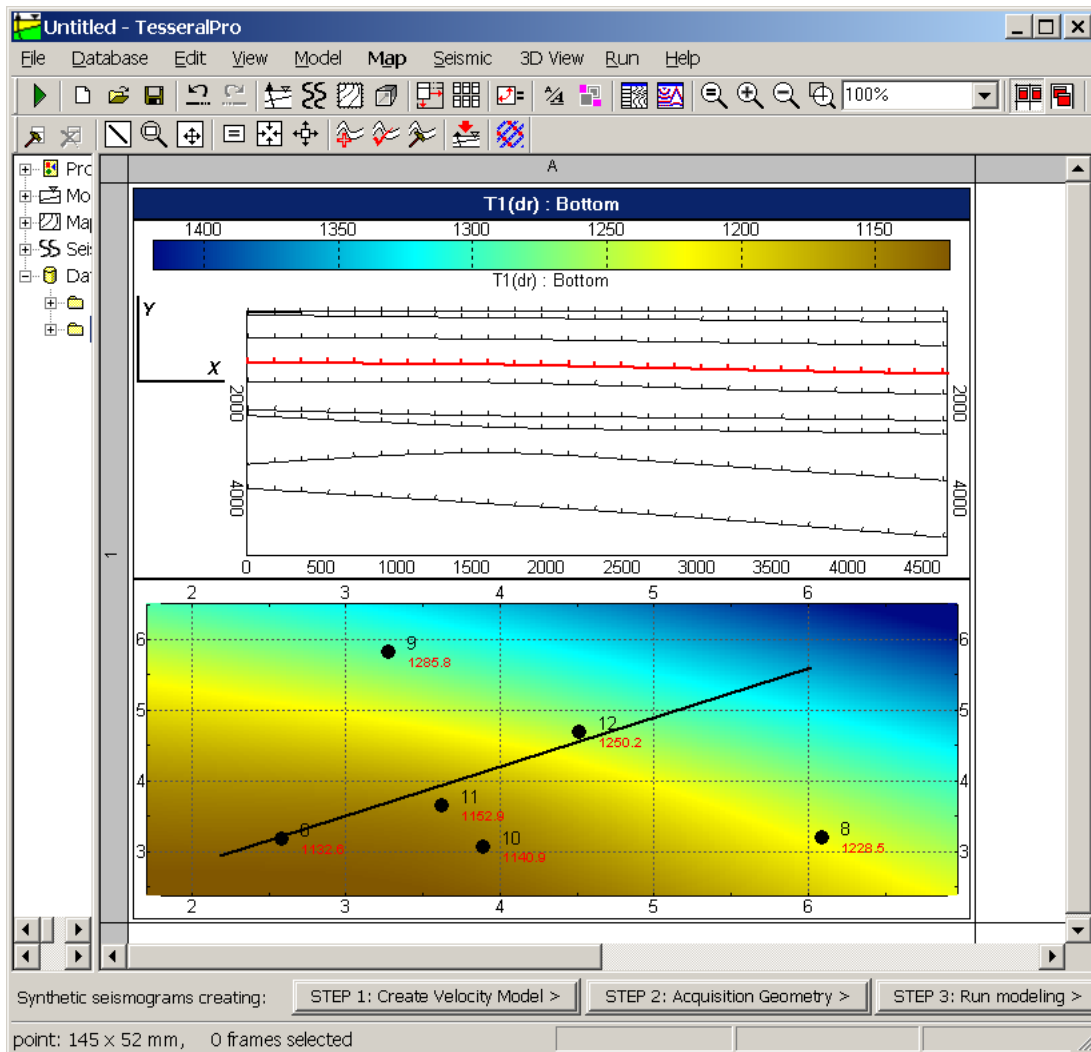 Untitled - TesseralPro
File Database Edit View Model Map Seismic 3D View Run Help
100%
A
Pro
Mo
Map
Seis
Dat
1
T1(dr) : Bottom
1400 1350 1300 1250 1200 1150
T1(dr) : Bottom
Y
X
2000 2000
4000 4000
0 500 1000 1500 2000 2500 3000 3500 4000 4500
2 3 4 5 6
6 6
9
1285.8
5 5
12
1250.2
4 4
11
1152.9
1132.6
10
1140.9
8
1228.5
3 3
2 3 4 5 6
Synthetic seismograms creating: STEP 1: Create Velocity Model > STEP 2: Acquisition Geometry > STEP 3: Run modeling >
point: 145 x 52 mm, 0 frames selected